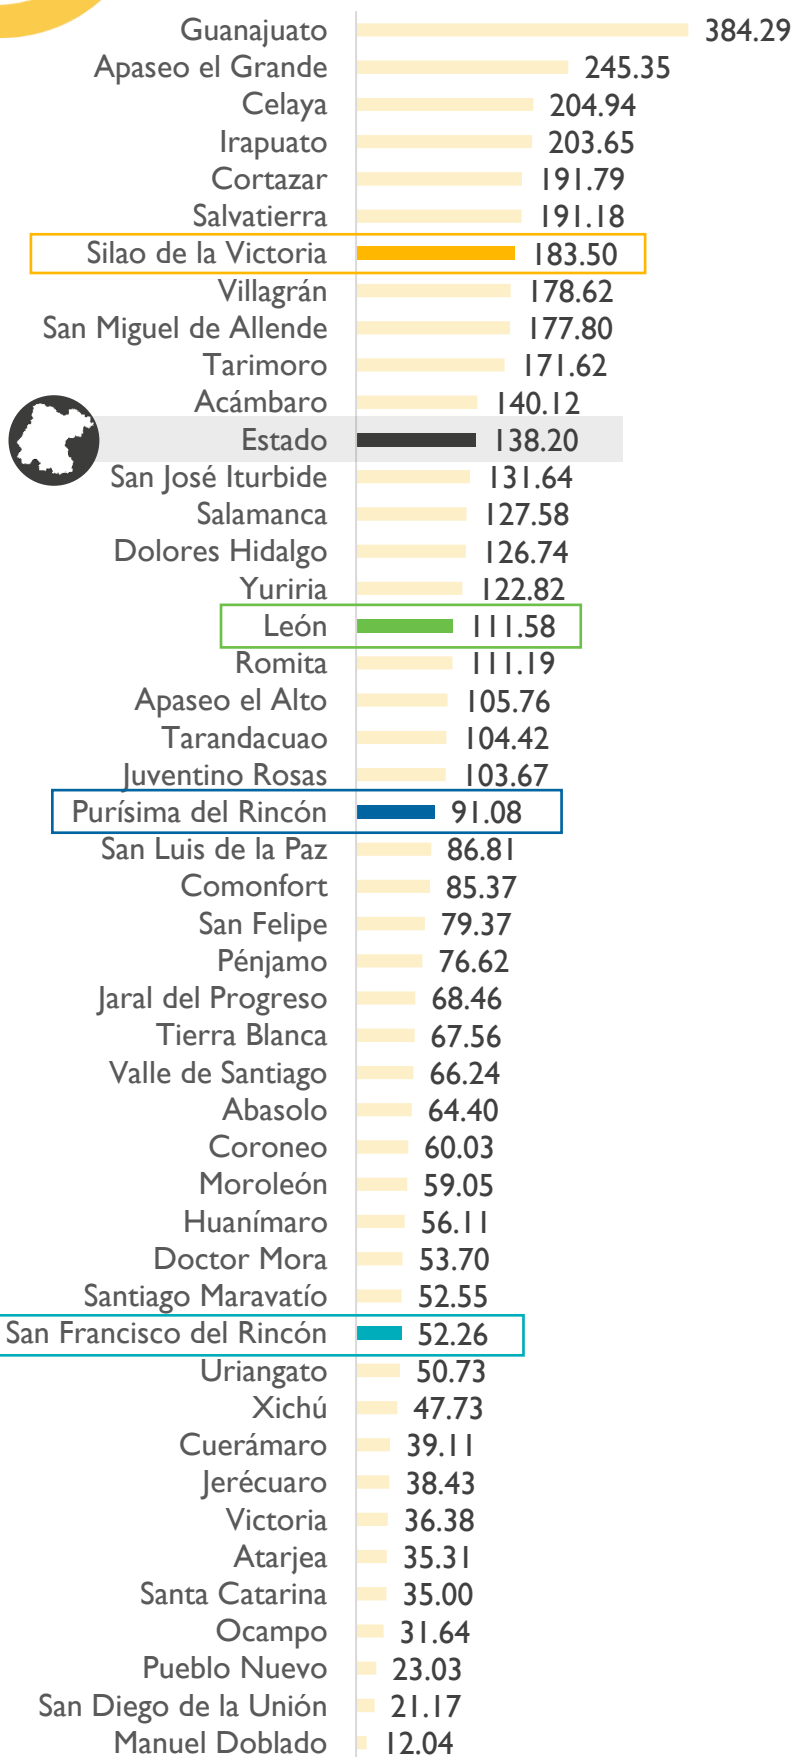 Guanajuato 384.29
Apaseo el Grande 245.35
Celaya 204.94
Irapuato 203.65
Cortazar 191.79
Salvatierra 191.18
Silao de la Victoria 183.50
Villagrán 178.62
San Miguel de Allende 177.80
Tarimoro 171.62
Acámbaro 140.12
Estado 138.20
San José Iturbide 131.64
Salamanca 127.58
Dolores Hidalgo 126.74
Yuriria 122.82
León 111.58
Romita 111.19
Apaseo el Alto 105.76
Tarandacuao 104.42
Juventino Rosas 103.67
Purísima del Rincón 91.08
San Luis de la Paz 86.81
Comonfort 85.37
San Felipe 79.37
Pénjamo 76.62
Jaral del Progreso 68.46
Tierra Blanca 67.56
Valle de Santiago 66.24
Abasolo 64.40
Coroneo 60.03
Moroleón 59.05
Huanímaro 56.11
Doctor Mora 53.70
Santiago Maravatío 52.55
San Francisco del Rincón 52.26
Uriangato 50.73
Xichú 47.73
Cuerámaro 39.11
Jerécuaro 38.43
Victoria 36.38
Atarjea 35.31
Santa Catarina 35.00
Ocampo 31.64
Pueblo Nuevo 23.03
San Diego de la Unión 21.17
Manuel Doblado 12.04